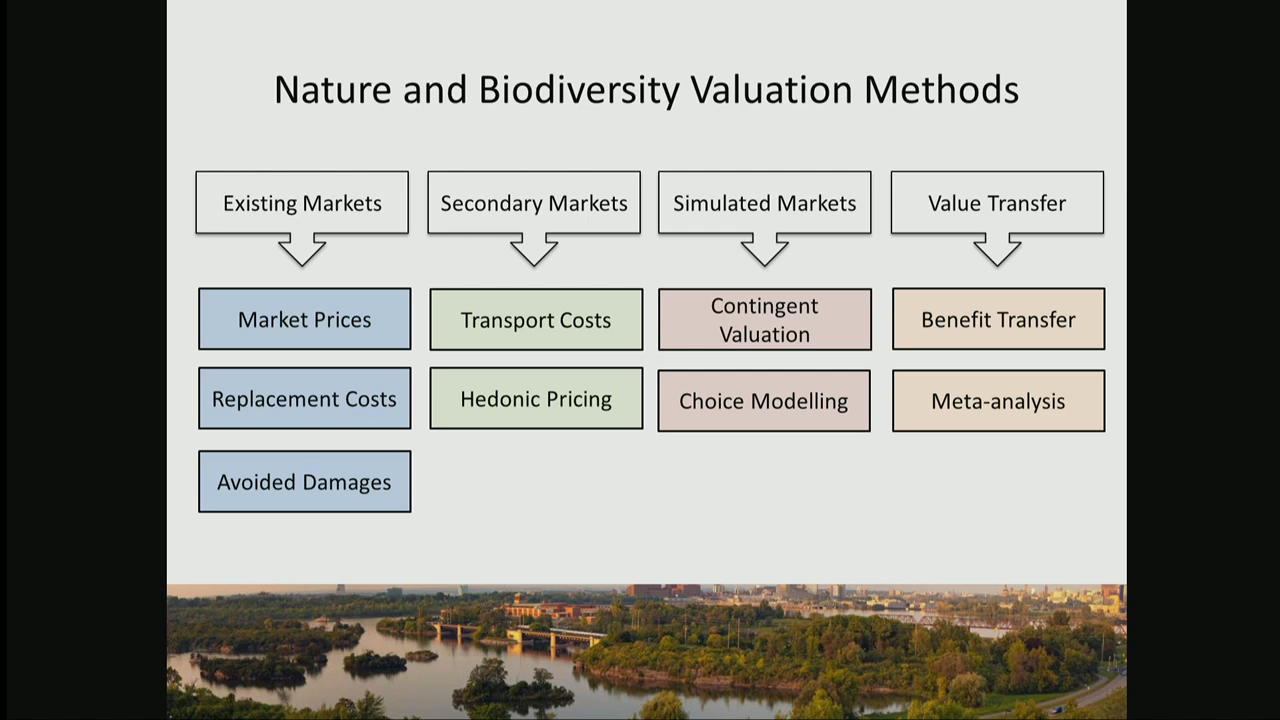 Nature and Biodiversity Valuation Methods
Existing Markets
Secondary Markets
Simulated Markets
Value Transfer
Market Prices
Transport Costs
Contingent
Valuation
Benefit Transfer
Replacement Costs
Hedonic Pricing
Choice Modelling
Meta-analysis
Avoided Damages